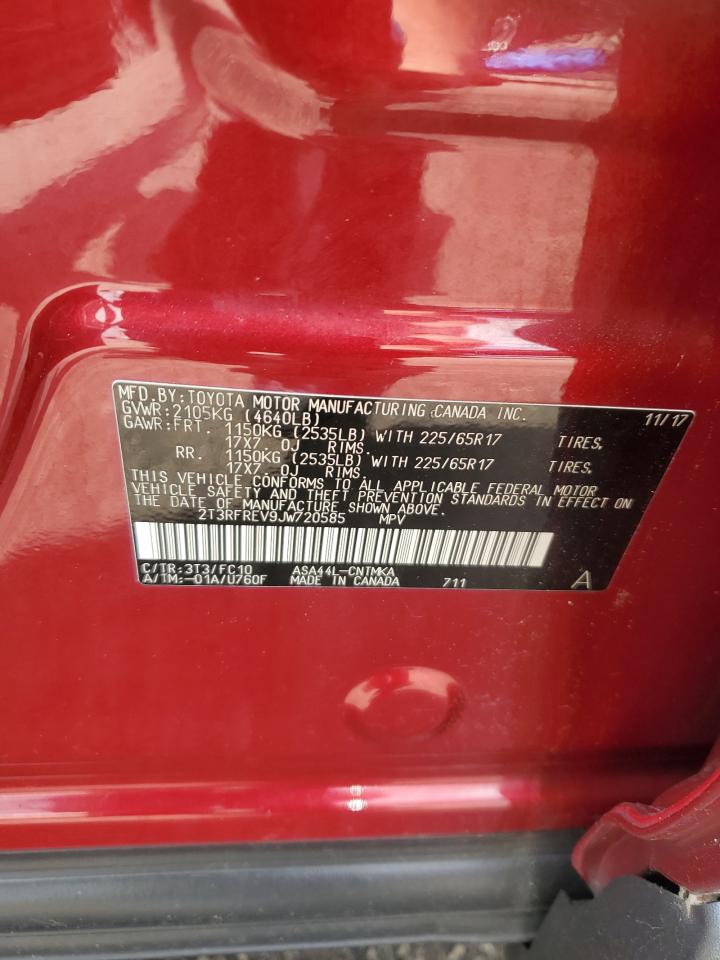 MFD.BY:TOYOTA MOTOR MANUFACTURING CANADA INC. 11/17
GVWR:2105KG (4640LB)
GAWR:FRT. 1150KG (2535LB) WITH 225/65R17 TIRES,
17X7.0J RIMS.
RR. 1150KG (2535LB) WITH 225/65R17 TIRES,
17X7.0J RIMS.
THIS VEHICLE CONFORMS TO ALL APPLICABLE FEDERAL MOTOR
VEHICLE SAFETY AND THEFT PREVENTION STANDARDS IN EFFECT ON
THE DATE OF MANUFACTURE SHOWN ABOVE.
2T3RFREV9JW720585 MPV
C/TR:3T3/FC10 ASA44L-CNTMKA
A/TM:-01A/U760F MADE IN CANADA 711 A